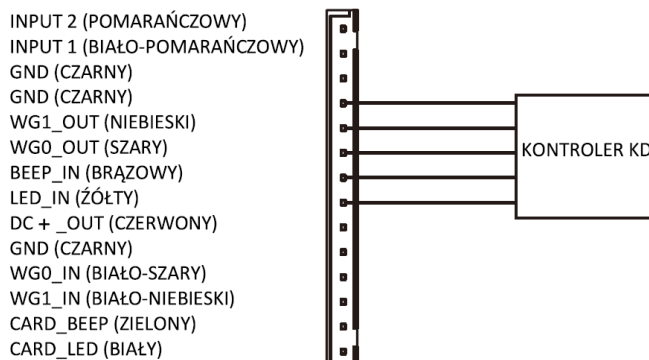 INPUT 2 (POMARAŃCZOWY)
INPUT 1 (BIAŁO-POMARAŃCZOWY)
GND (CZARNY)
GND (CZARNY)
WG1_OUT (NIEBIESKI)
WG0_OUT (SZARY)
BEEP_IN (BRĄZOWY)
LED_IN (ŹÓŁTY)
DC + _OUT (CZERWONY)
GND (CZARNY)
WG0_IN (BIAŁO-SZARY)
WG1_IN (BIAŁO-NIEBIESKI)
CARD_BEEP (ZIELONY)
CARD_LED (BIAŁY)
KONTROLER KD